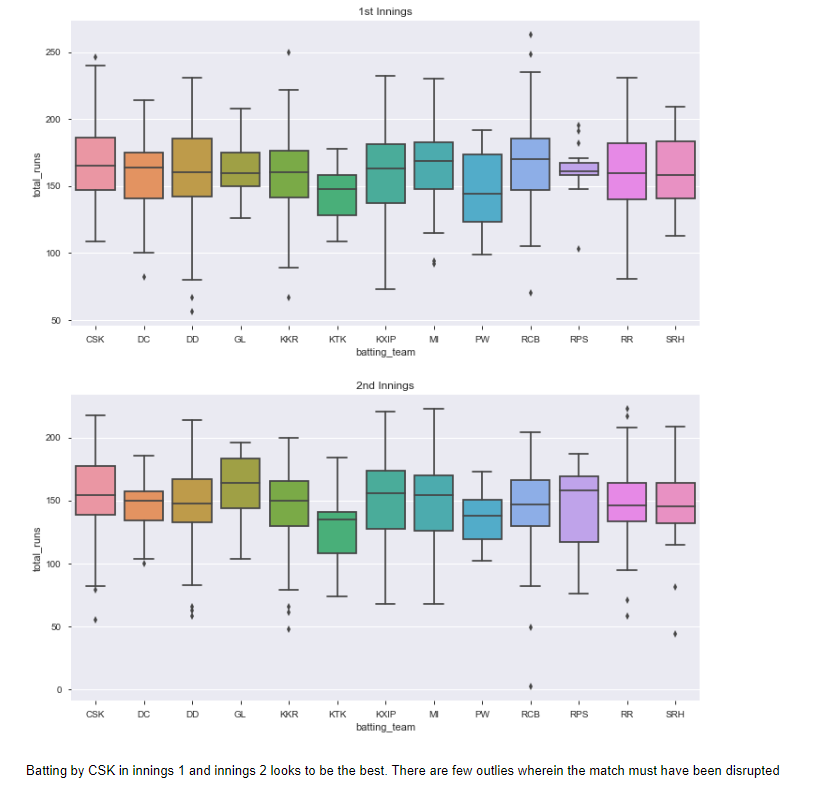 1st Innings
250
200
150
100
50
total_runs
CSK DC DD GL KKR KTK KXIP MI PW RCB RPS RR SRH
batting_team
2nd Innings
200
150
100
50
0
total_runs
CSK DC DD GL KKR KTK KXIP MI PW RCB RPS RR SRH
batting_team
Batting by CSK in innings 1 and innings 2 looks to be the best. There are few outlies wherein the match must have been disrupted